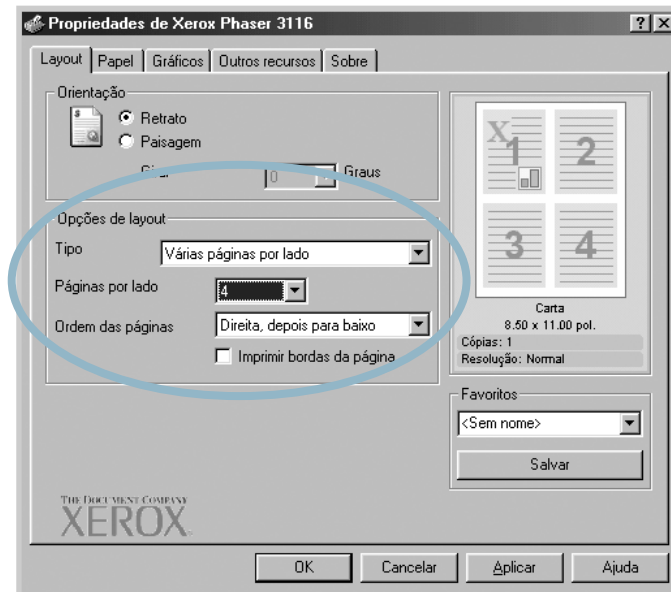 Propriedades de Xerox Phaser 3116
Layout Papel Gráficos Outros recursos Sobre
Orientação
Retrato
Paisagem
0 Graus
Opções de layout
Tipo Várias páginas por lado
Páginas por lado 4
Ordem das páginas Direita, depois para baixo
Imprimir bordas da página
X
1 2
3 4
Carta
8.50 x 11.00 pol.
Cópias: 1
Resolução: Normal
Favoritos
<Sem nome>
Salvar
THE DOCUMENT COMPANY
XEROX
OK Cancelar Aplicar Ajuda